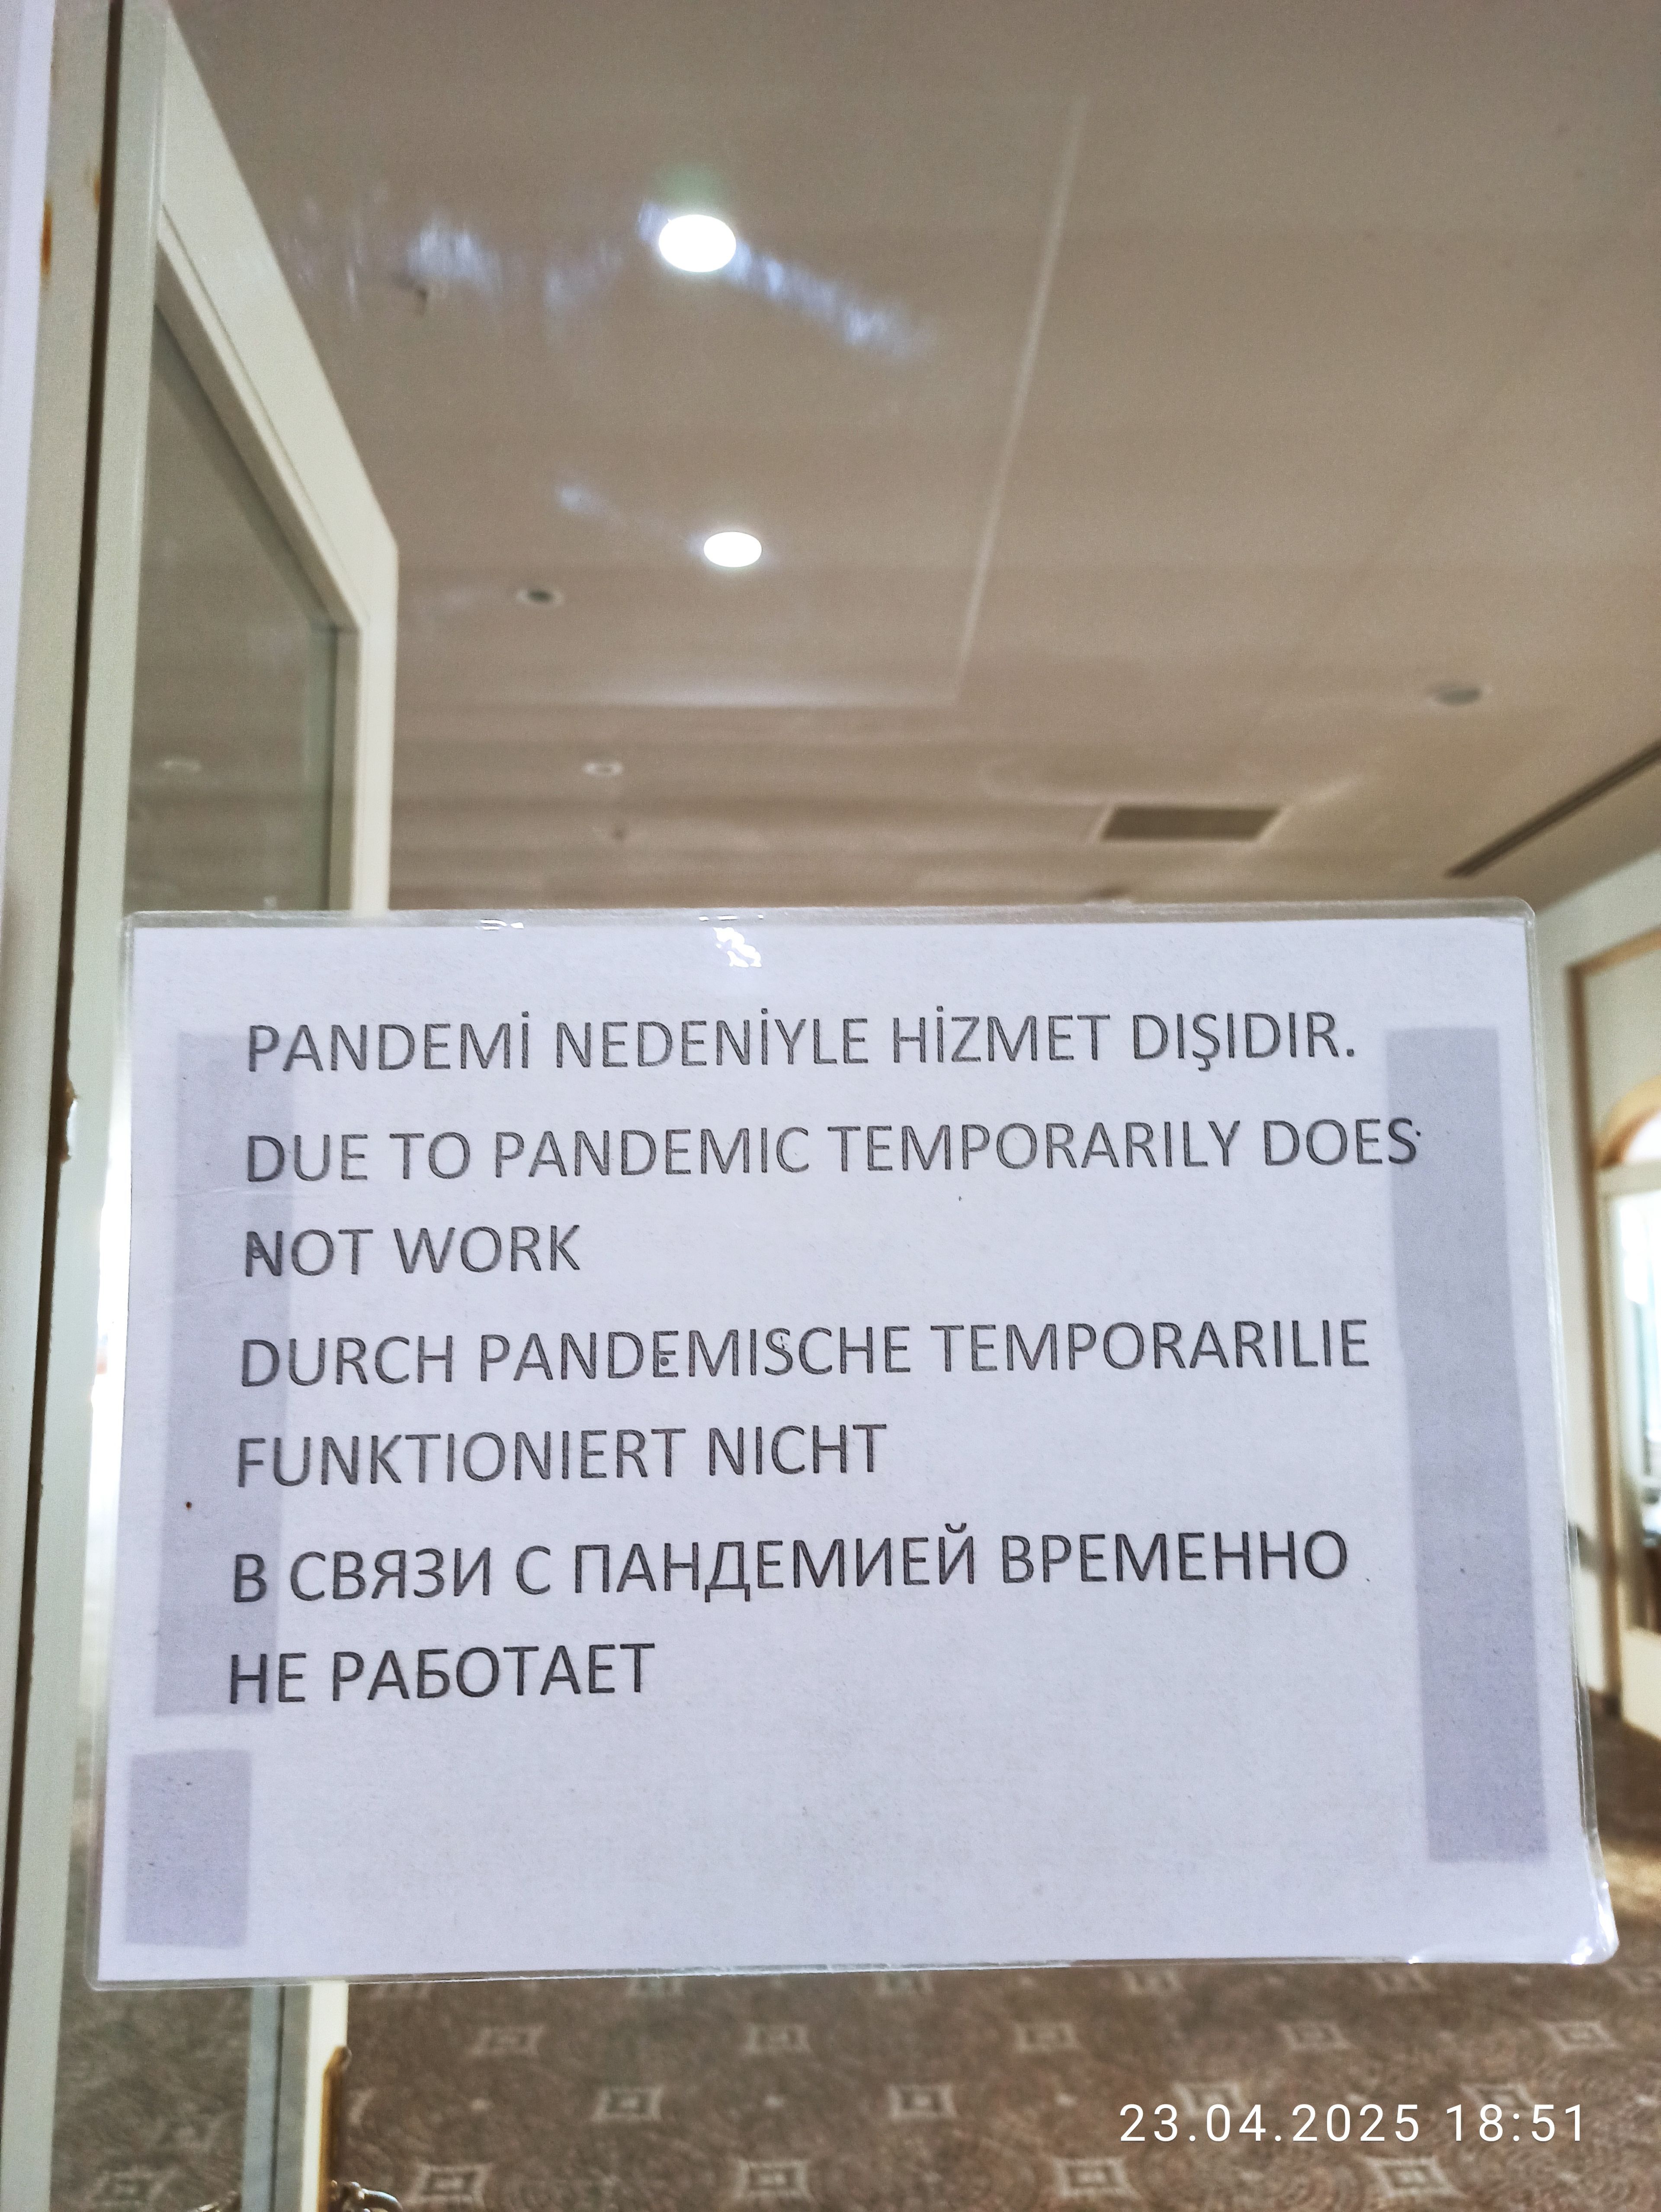 PANDEMİ NEDENİYLE HİZMET DIŞIDIR.
DUE TO PANDEMIC TEMPORARILY DOES
NOT WORK
DURCH PANDEMISCHE TEMPORARILIE
FUNKTIONIERT NICHT
В СВЯЗИ С ПАНДЕМИЕЙ ВРЕМЕННО
НЕ РАБОТАЕТ
23.04.2025 18:51